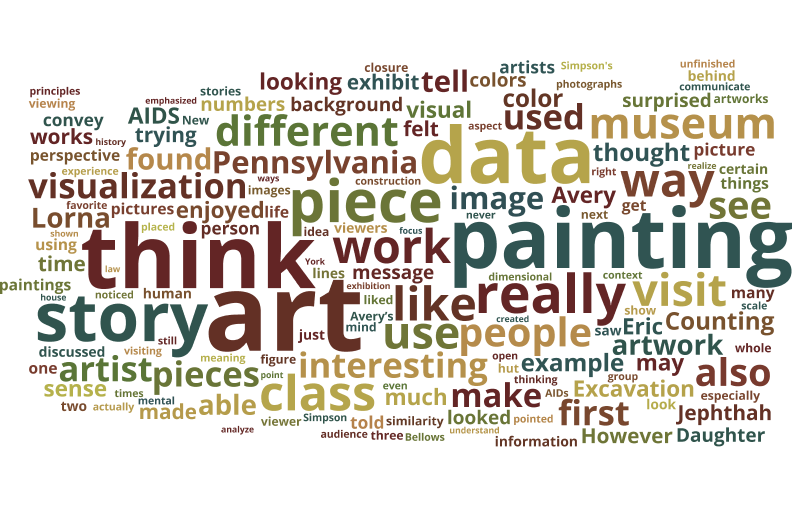 closure
artists
Simpson's
unfinished
principles
stories
looking
exhibit
tell
colors
behind
communicate
viewing
emphasized
numbers
background
visual
color
photographs
surprised
artworks
convey
AIDS
New
different
felt
aspect
used
museum
works
history
trying
data
thought
picture
perspective
found
Pennsylvania
right
realize
certain
experience
visualization
ways
images
construction
piece
image
Avery
way
things
favorite
pictures
enjoyed
life
never
next
get
see
Lorna
shown
placed
person
idea
viewers
focus
painting
using
think
York
work
time
law
lines
message
dimensional
context
paintings
house
noticed
human
art
exhibition
liked
like
really
visit
many
story
Avery's
created
show
scale
just
mind
use
people
saw
Eric
Counting
still
artwork
whole
discussed
visiting
meaning
figure
interesting
open
hut
example
may
one
artist
pieces
point
class
even
thinking
group
also
sense
times
mental
able
much
make
AIDs
Excavation
especially
two
actually
made
viewer
Simpson
told
similarity
looked
pointed
first
look
Jephthah
analyze
audience
three
Bellows
understand
information
However
Daughter